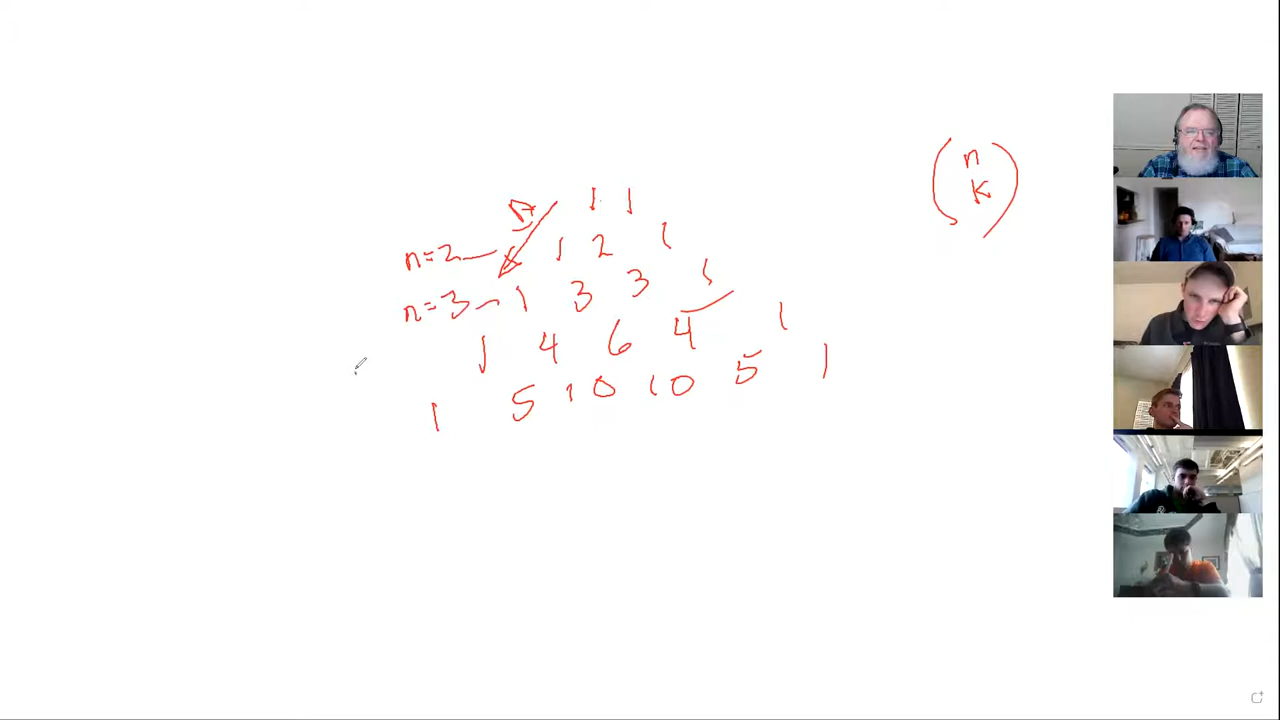 1 1
n=2 1 2 1
n=3 1 3 3 1
1 4 6 4 1
1 5 10 10 5 1
n
k